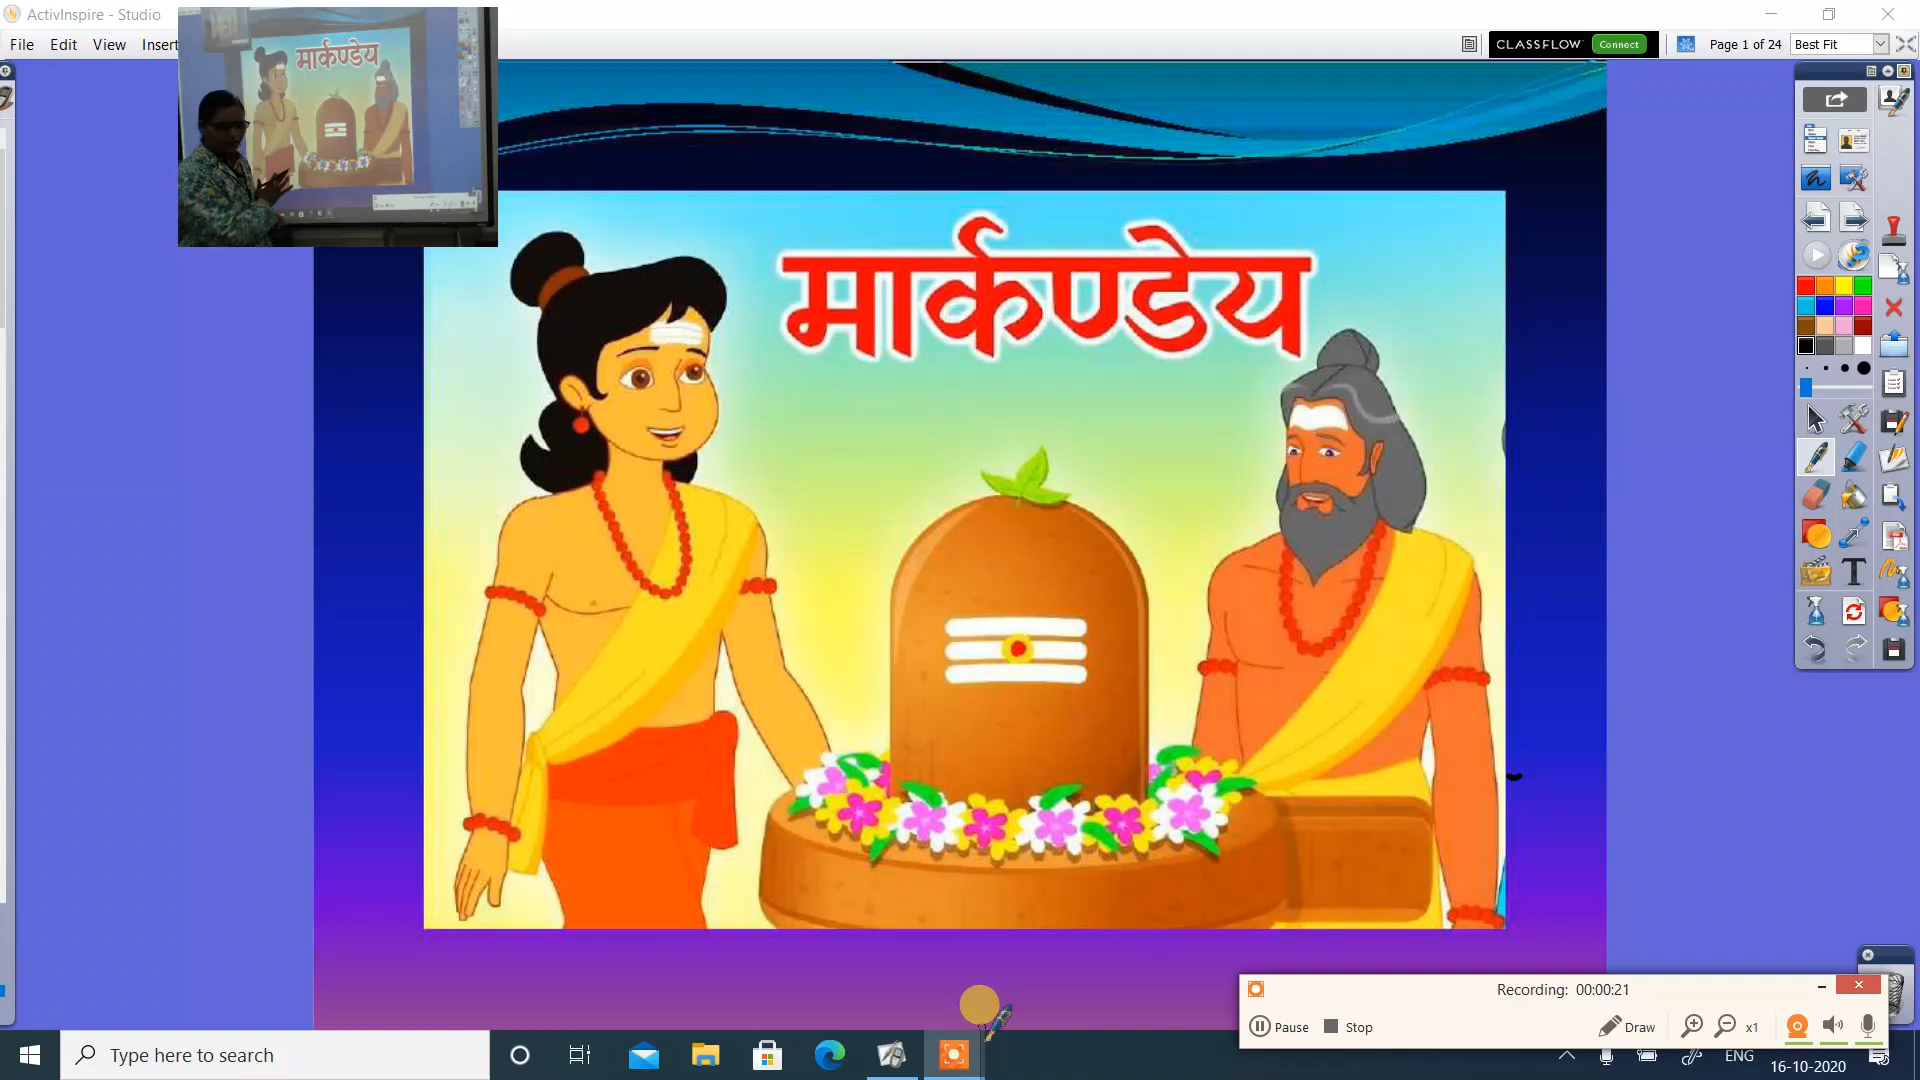 ActivInspire - Studio
File Edit View Insert
CLASSFLOW Connect
Page 1 of 24
Best Fit
मार्कण्डेय
मार्कण्डेय
T
Recording: 00:00:21
Pause
Stop
Draw
x1
Type here to search
ENG
16-10-2020